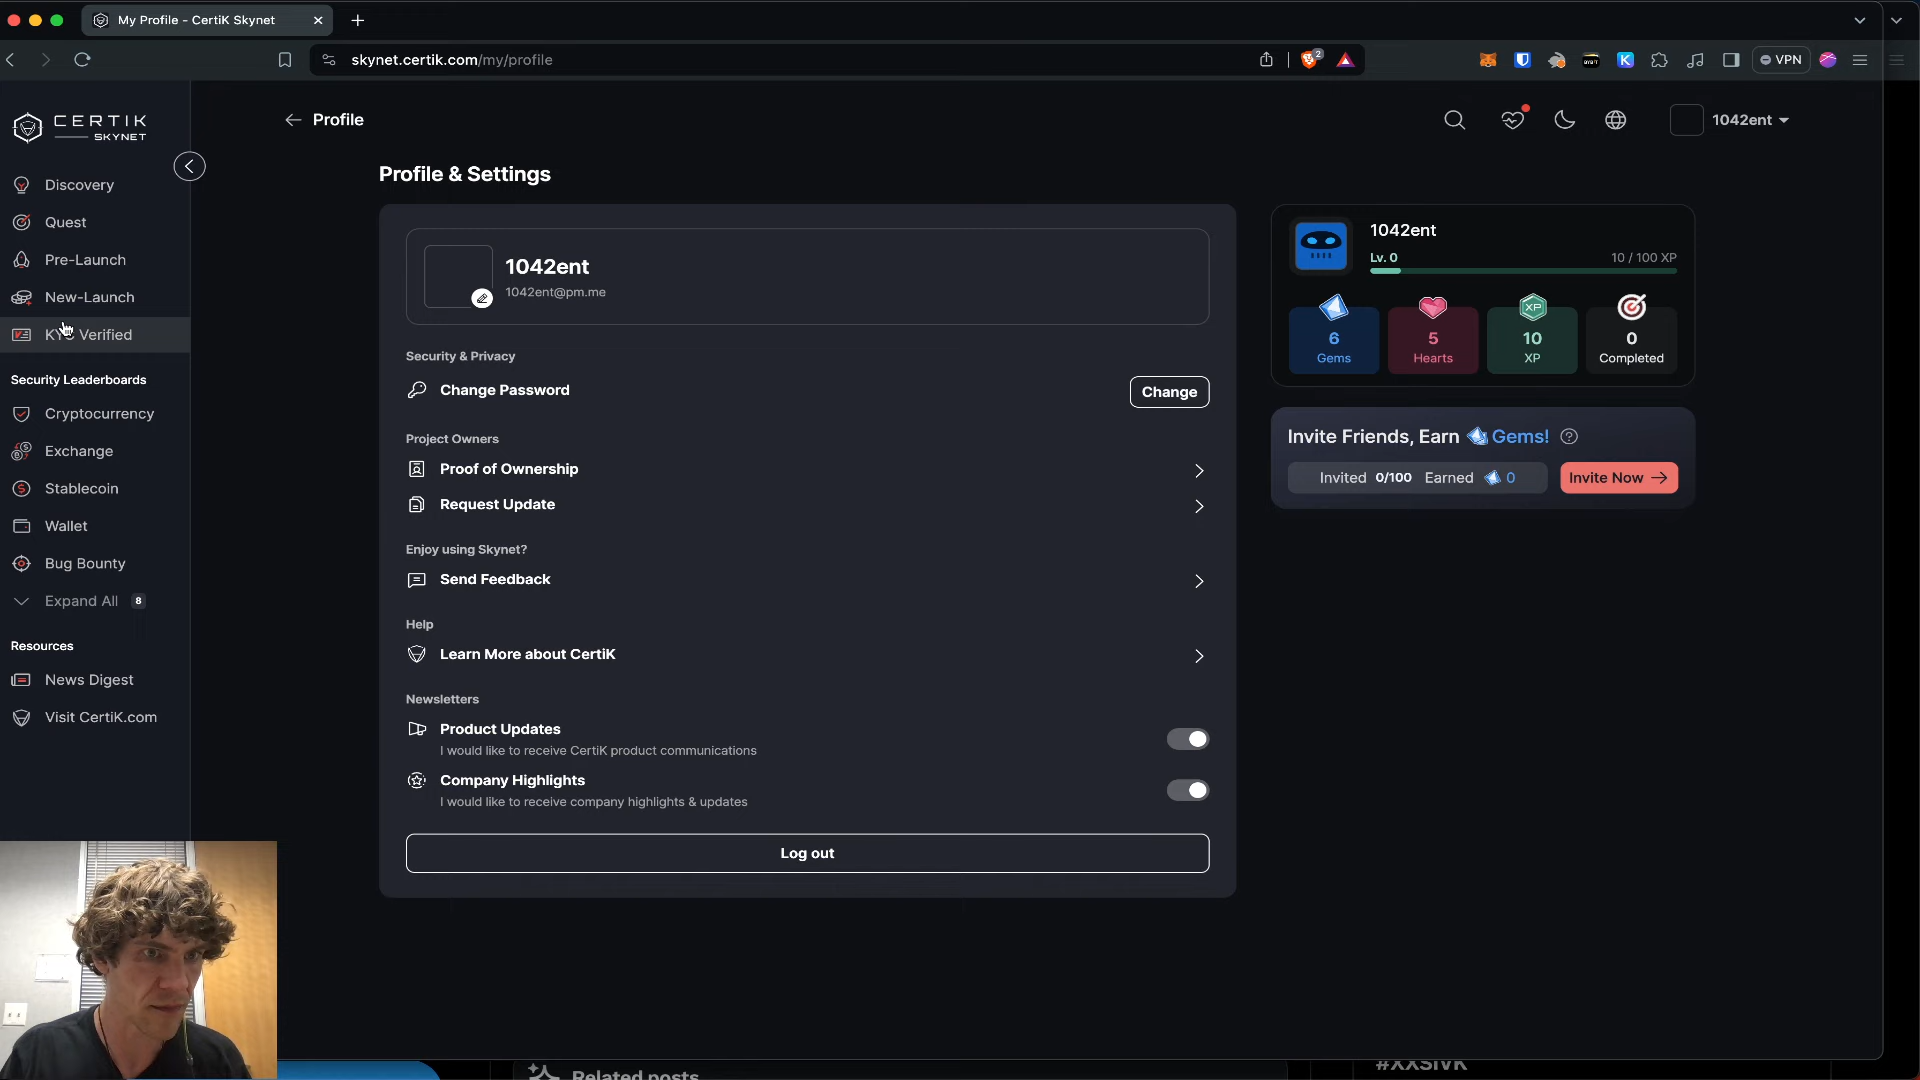 My Profile - CertiK Skynet
skynet.certik.com/my/profile
2
BYBIT
K
VPN
CERTIK
SKYNET
Profile
1042ent
Discovery
Quest
Pre-Launch
New-Launch
Verified
Security Leaderboards
Cryptocurrency
Exchange
Stablecoin
Wallet
Bug Bounty
Expand All 8
Resources
News Digest
Visit CertiK.com
Profile & Settings
1042ent
1042ent@pm.me
Security & Privacy
Change Password
Change
Project Owners
Proof of Ownership
Request Update
Enjoy using Skynet?
Send Feedback
Help
Learn More about CertiK
Newsletters
Product Updates
I would like to receive CertiK product communications
Company Highlights
I would like to receive company highlights & updates
Log out
1042ent
Lv. 0
10 / 100 XP
XP
6
Gems
5
Hearts
10
XP
0
Completed
Invite Friends, Earn Gems!
Invited 0/100 Earned 0
Invite Now
Related posts
#XXSIVK